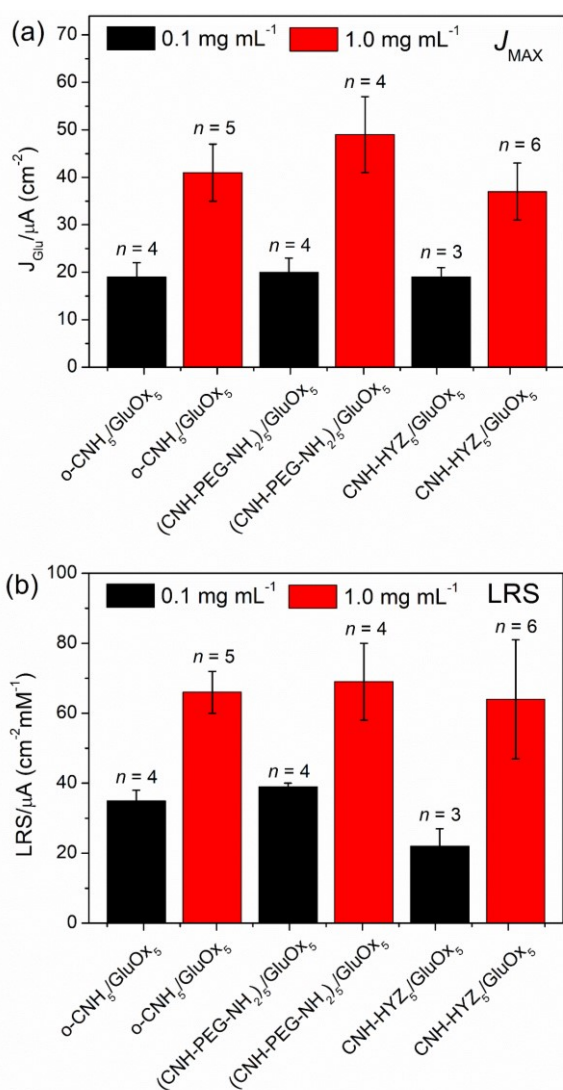 (a)
0.1 mg mL⁻¹ 1.0 mg mL⁻¹ J_MAX
J_Glu/µA (cm⁻²)
70
60
50
40
30
20
10
0
n = 4
n = 5
n = 4
n = 4
n = 3
n = 6
o-CNH₅/GluOx₅
o-CNH₅/GluOx₅
(CNH-PEG-NH₂)₅/GluOx₅
(CNH-PEG-NH₂)₅/GluOx₅
CNH-HYZ₅/GluOx₅
CNH-HYZ₅/GluOx₅
(b)
0.1 mg mL⁻¹ 1.0 mg mL⁻¹ LRS
LRS/µA (cm⁻²mM⁻¹)
100
80
60
40
20
0
n = 4
n = 5
n = 4
n = 4
n = 3
n = 6
o-CNH₅/GluOx₅
o-CNH₅/GluOx₅
(CNH-PEG-NH₂)₅/GluOx₅
(CNH-PEG-NH₂)₅/GluOx₅
CNH-HYZ₅/GluOx₅
CNH-HYZ₅/GluOx₅